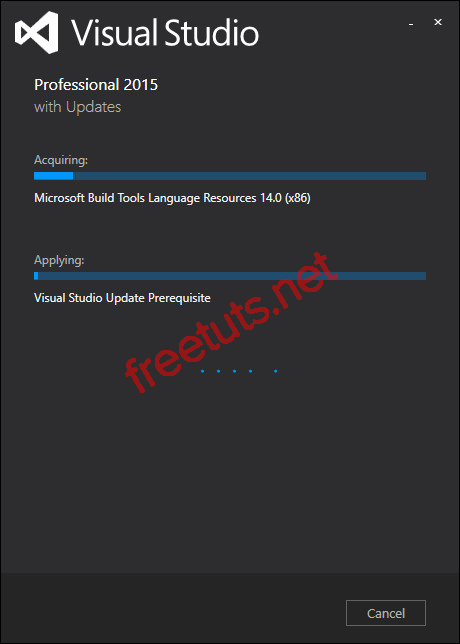 Visual Studio
Professional 2015
with Updates
Acquiring:
Microsoft Build Tools Language Resources 14.0 (x86)
Applying:
Visual Studio Update Prerequisite
freetuts.net
Cancel